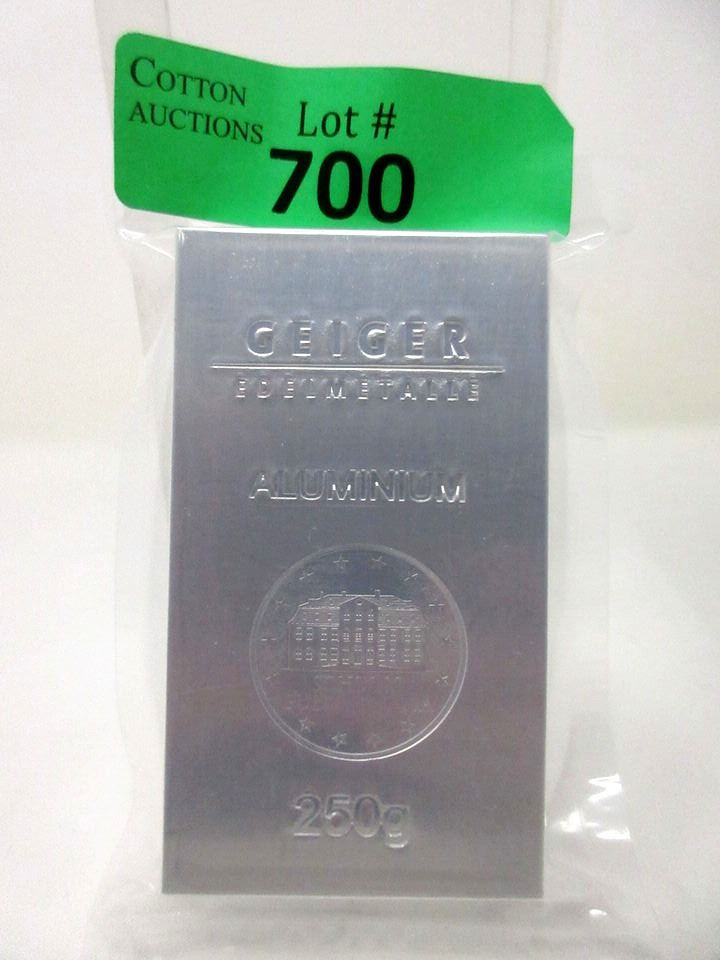 COTTON
AUCTIONS
Lot #
700
GEIGER
EDELMETALLE
ALUMINIUM
250g